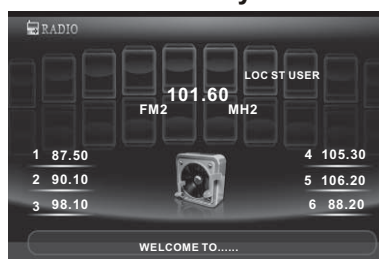 RADIO
LOC ST USER
101.60
FM2 MH2
1 87.50 4 105.30
2 90.10 5 106.20
3 98.10 6 88.20
WELCOME TO......